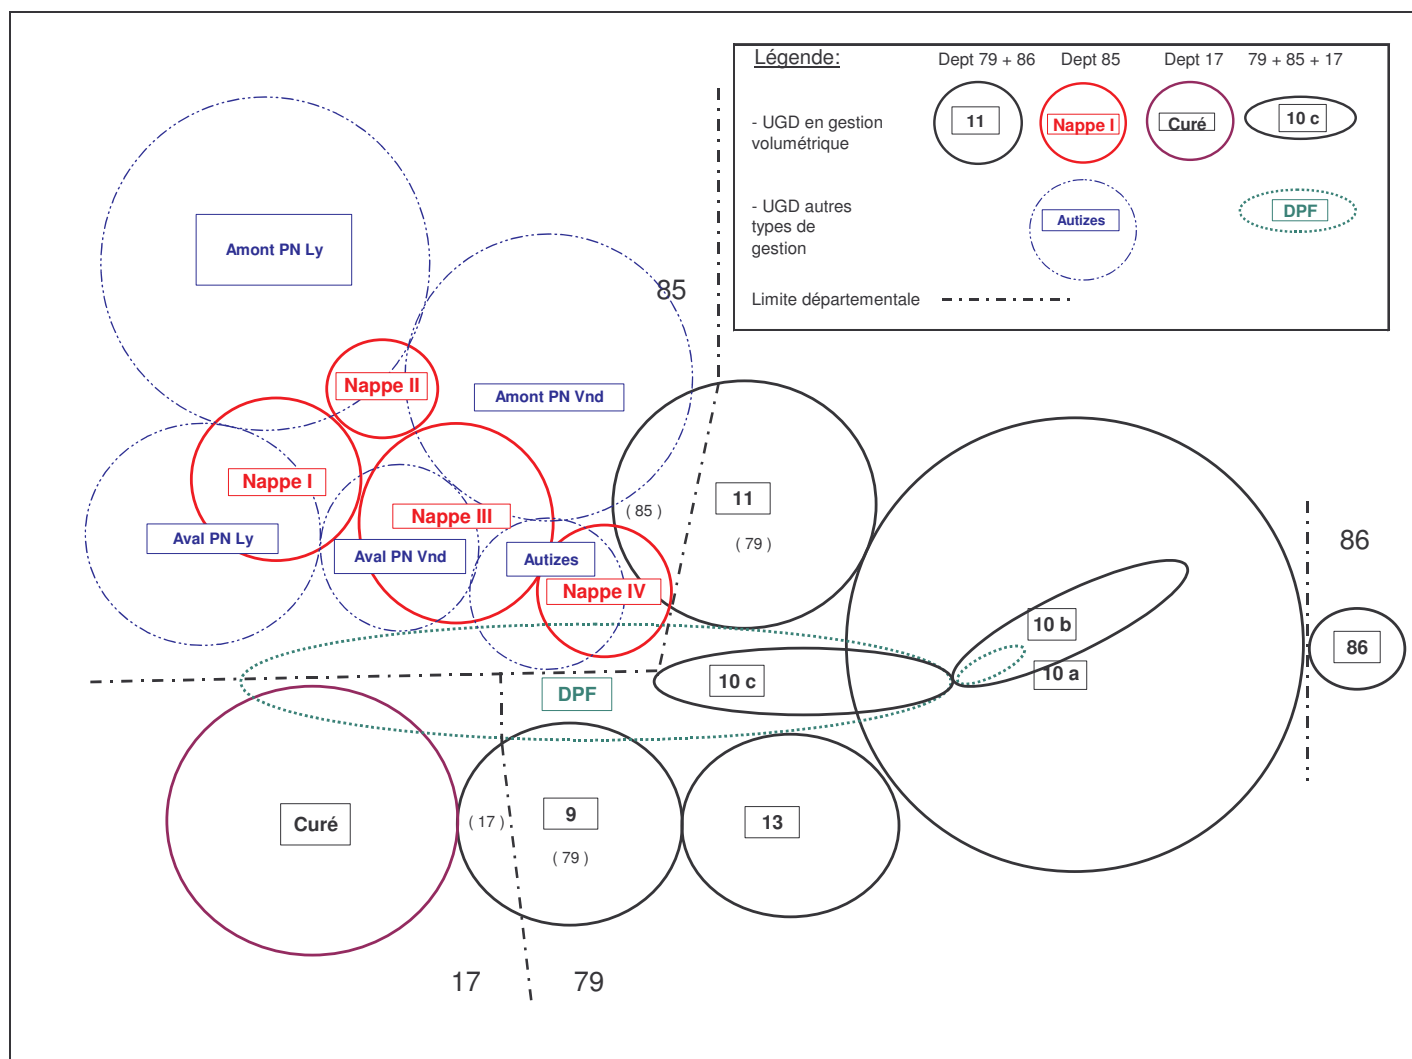 Légende:
Dept 79 + 86
Dept 85
Dept 17
79 + 85 + 17
- UGD en gestion
volumétrique
11
Nappe I
Curé
10 c
- UGD autres
types de
gestion
Autizes
DPF
Limite départementale
Amont PN Ly
85
Nappe II
Amont PN Vnd
Nappe I
Nappe III
11
( 85 )
( 79 )
Aval PN Ly
Aval PN Vnd
Autizes
Nappe IV
86
10 b
86
10 a
10 c
DPF
Curé
( 17 )
9
( 79 )
13
17
79